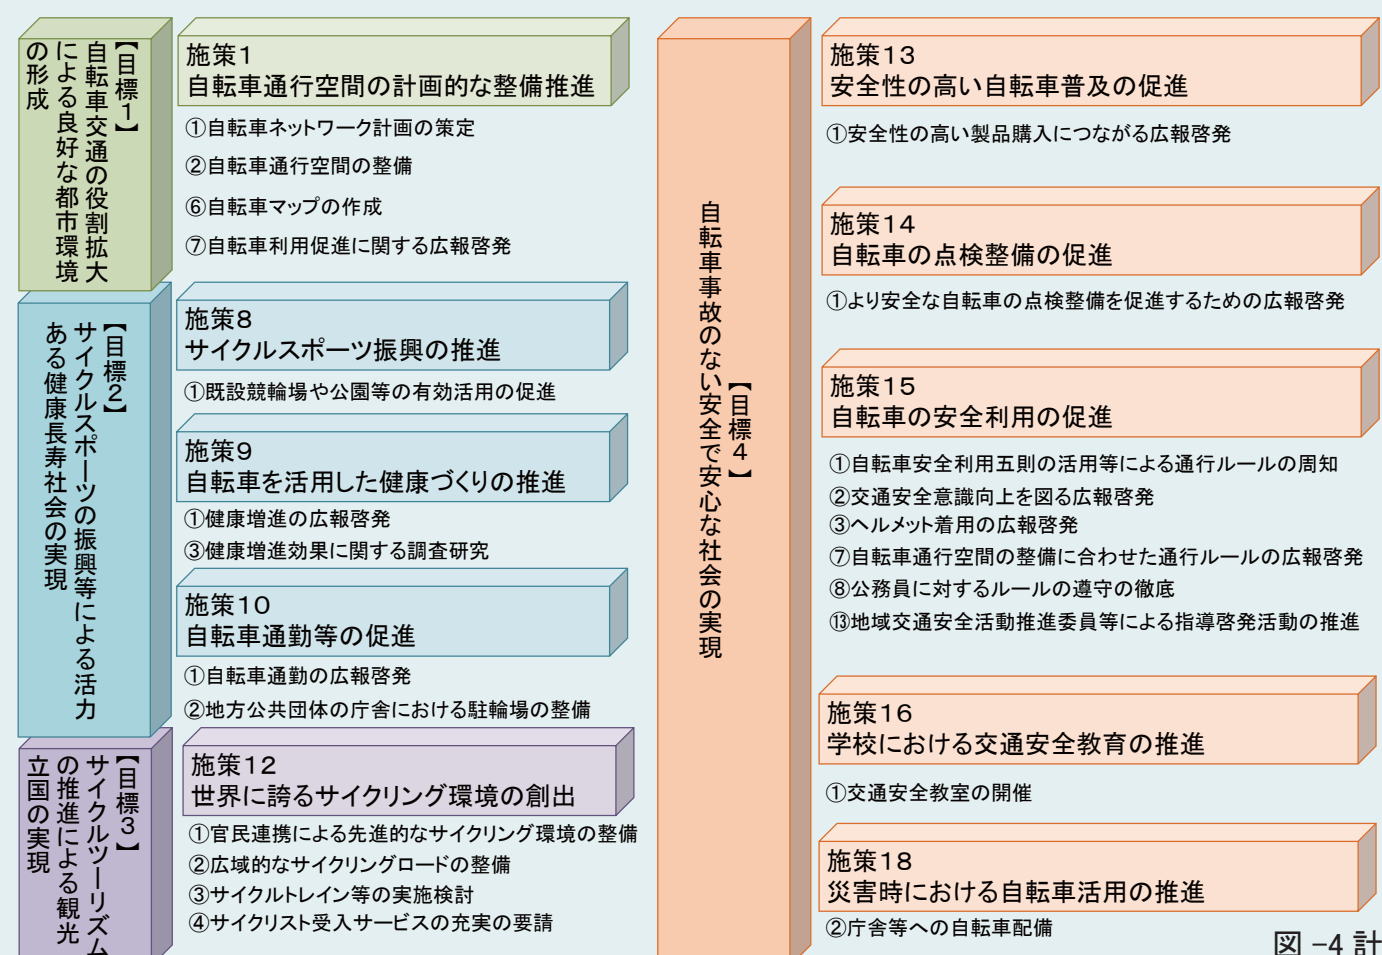 【目標1】
自転車交通の役割拡大
による良好な都市環境
の形成
施策1
自転車通行空間の計画的な整備推進
①自転車ネットワーク計画の策定
②自転車通行空間の整備
⑥自転車マップの作成
⑦自転車利用促進に関する広報啓発
【目標2】
サイクルスポーツの振興等による活力
ある健康長寿社会の実現
施策8
サイクルスポーツ振興の推進
①既設競輪場や公園等の有効活用の促進
施策9
自転車を活用した健康づくりの推進
①健康増進の広報啓発
③健康増進効果に関する調査研究
施策10
自転車通勤等の促進
①自転車通勤の広報啓発
②地方公共団体の庁舎における駐輪場の整備
【目標3】
サイクルツーリズム
の推進による観光
立国の実現
施策12
世界に誇るサイクリング環境の創出
①官民連携による先進的なサイクリング環境の整備
②広域的なサイクリングロードの整備
③サイクルトレイン等の実施検討
④サイクリスト受入サービスの充実の要請
【目標4】
自転車事故のない安全で安心な社会の実現
施策13
安全性の高い自転車普及の促進
①安全性の高い製品購入につながる広報啓発
施策14
自転車の点検整備の促進
①より安全な自転車の点検整備を促進するための広報啓発
施策15
自転車の安全利用の促進
①自転車安全利用五則の活用等による通行ルールの周知
②交通安全意識向上を図る広報啓発
③ヘルメット着用の広報啓発
⑦自転車通行空間の整備に合わせた通行ルールの広報啓発
⑧公務員に対するルールの遵守の徹底
⑬地域交通安全活動推進委員等による指導啓発活動の推進
施策16
学校における交通安全教育の推進
①交通安全教室の開催
施策18
災害時における自転車活用の推進
②庁舎等への自転車配備
図-4 計